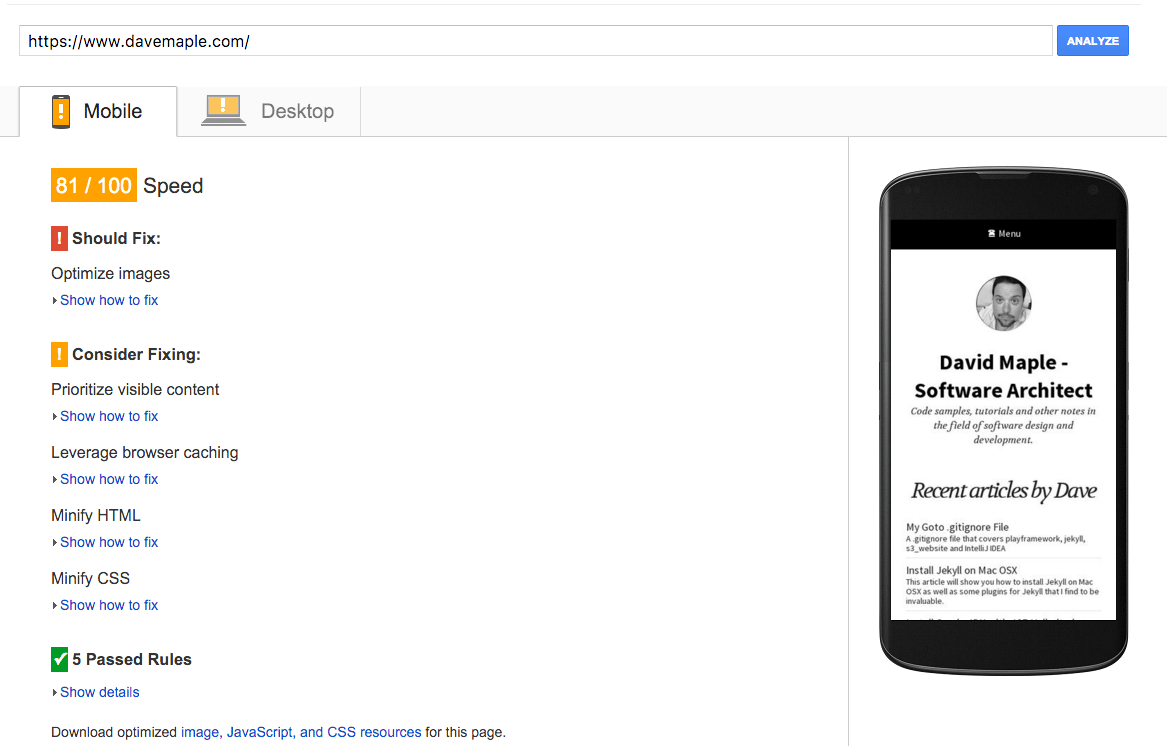 https://www.davemaple.com/
ANALYZE
Mobile
Desktop
81 / 100 Speed
! Should Fix:
Optimize images
Show how to fix
! Consider Fixing:
Prioritize visible content
Show how to fix
Leverage browser caching
Show how to fix
Minify HTML
Show how to fix
Minify CSS
Show how to fix
5 Passed Rules
Show details
Download optimized image, JavaScript, and CSS resources for this page.
Menu
David Maple -
Software Architect
Code samples, tutorials and other notes in
the field of software design and
development.
Recent articles by Dave
My Goto .gitignore File
A .gitignore file that covers playframework, jekyll,
s3_website and IntelliJ IDEA
Install Jekyll on Mac OSX
This article will show you how to install Jekyll on Mac
OSX as well as some plugins for Jekyll that I find to be
invaluable.